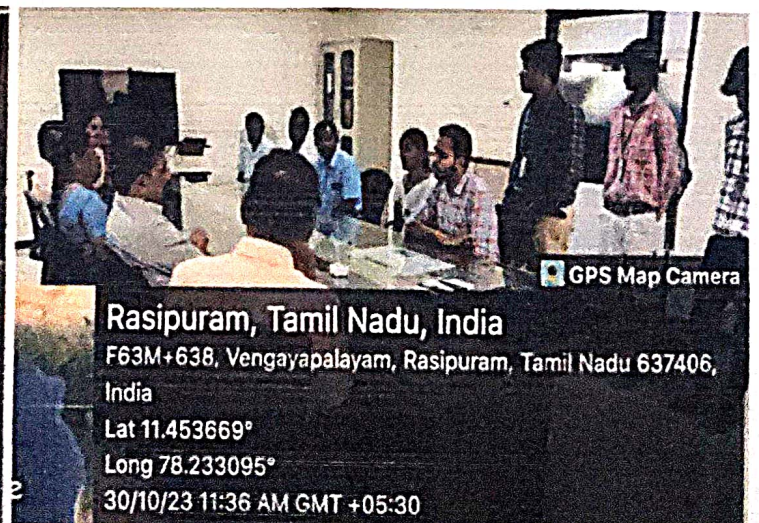 GPS Map Camera
Rasipuram, Tamil Nadu, India
F63M+638, Vengayapalayam, Rasipuram, Tamil Nadu 637406,
India
Lat 11.453669°
Long 78.233095°
30/10/23 11:36 AM GMT +05:30